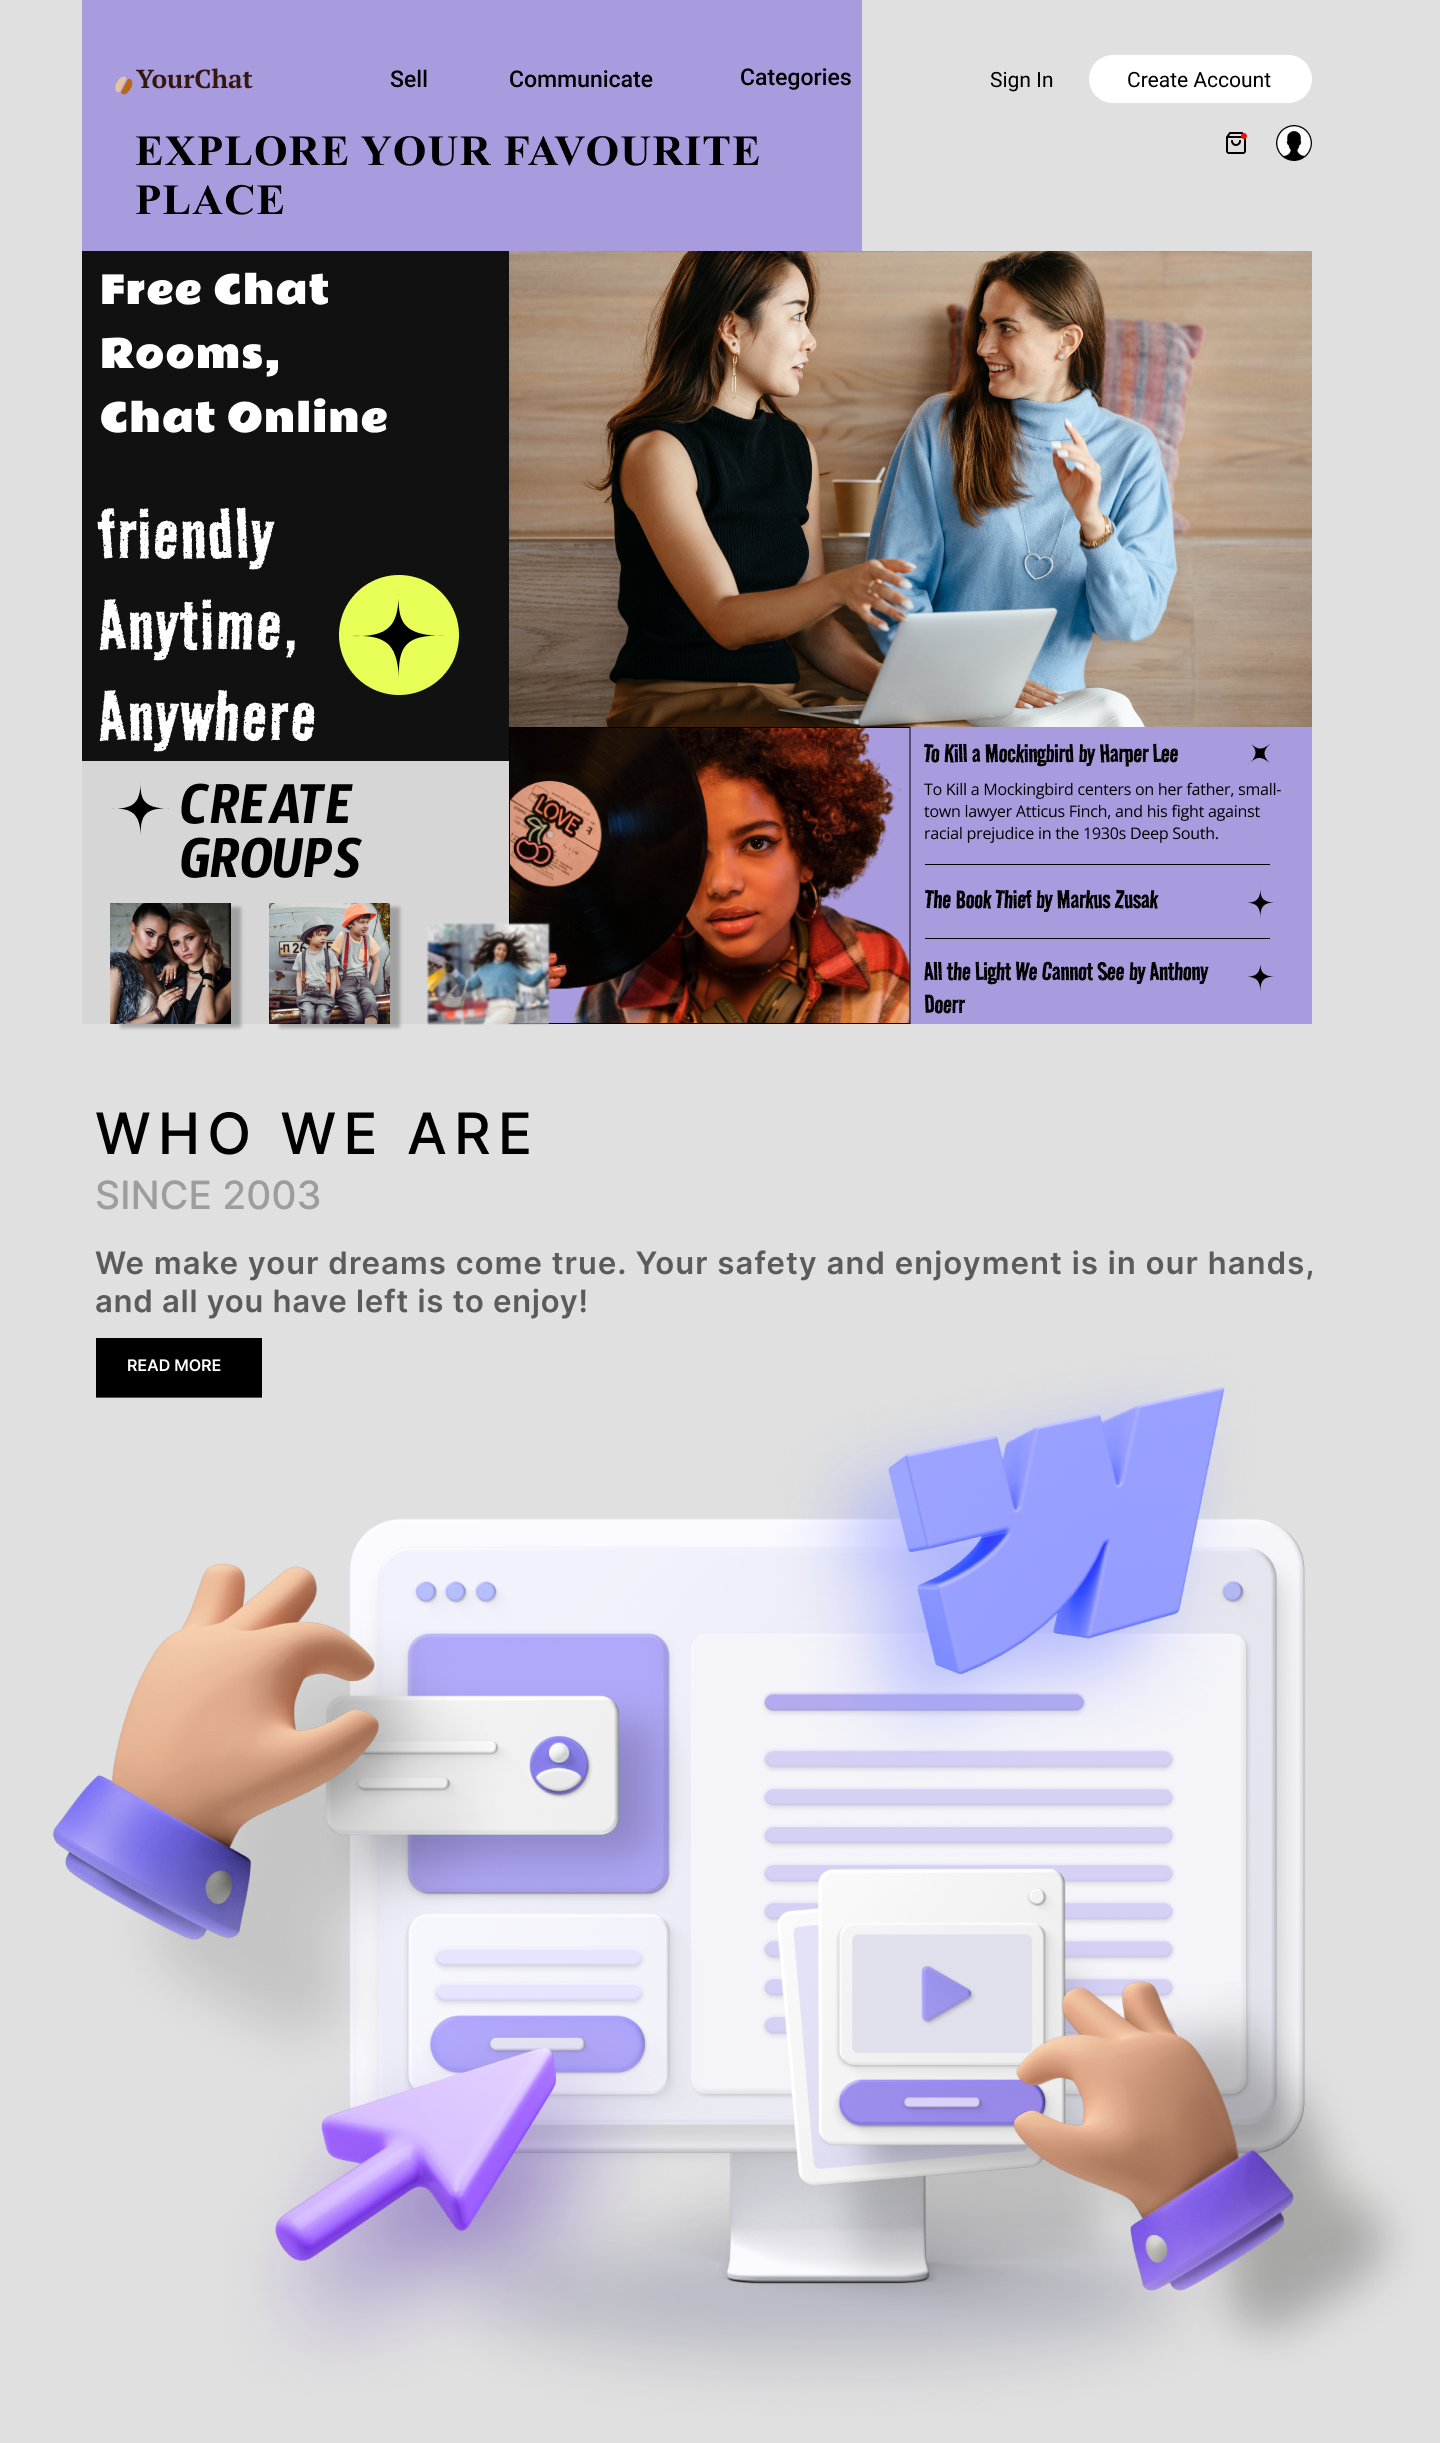 YourChat
Sell
Communicate
Categories
Sign In
Create Account
EXPLORE YOUR FAVOURITE
PLACE
Free Chat
Rooms,
Chat Online
friendly
Anytime,
Anywhere
CREATE
GROUPS
LOVE
To Kill a Mockingbird by Harper Lee
To Kill a Mockingbird centers on her father, small-
town lawyer Atticus Finch, and his fight against
racial prejudice in the 1930s Deep South.
The Book Thief by Markus Zusak
All the Light We Cannot See by Anthony
Doerr
WHO WE ARE
SINCE 2003
We make your dreams come true. Your safety and enjoyment is in our hands,
and all you have left is to enjoy!
READ MORE